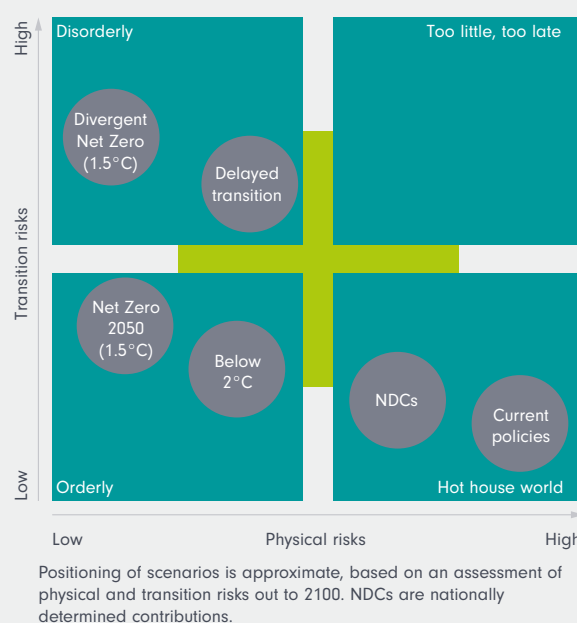 High
Disorderly
Too little, too late
Divergent
Net Zero
(1.5°C)
Delayed
transition
Transition risks
Net Zero
2050
(1.5°C)
Below
2°C
NDCs
Current
policies
Low
Orderly
Hot house world
Low
Physical risks
High
Positioning of scenarios is approximate, based on an assessment of
physical and transition risks out to 2100. NDCs are nationally
determined contributions.